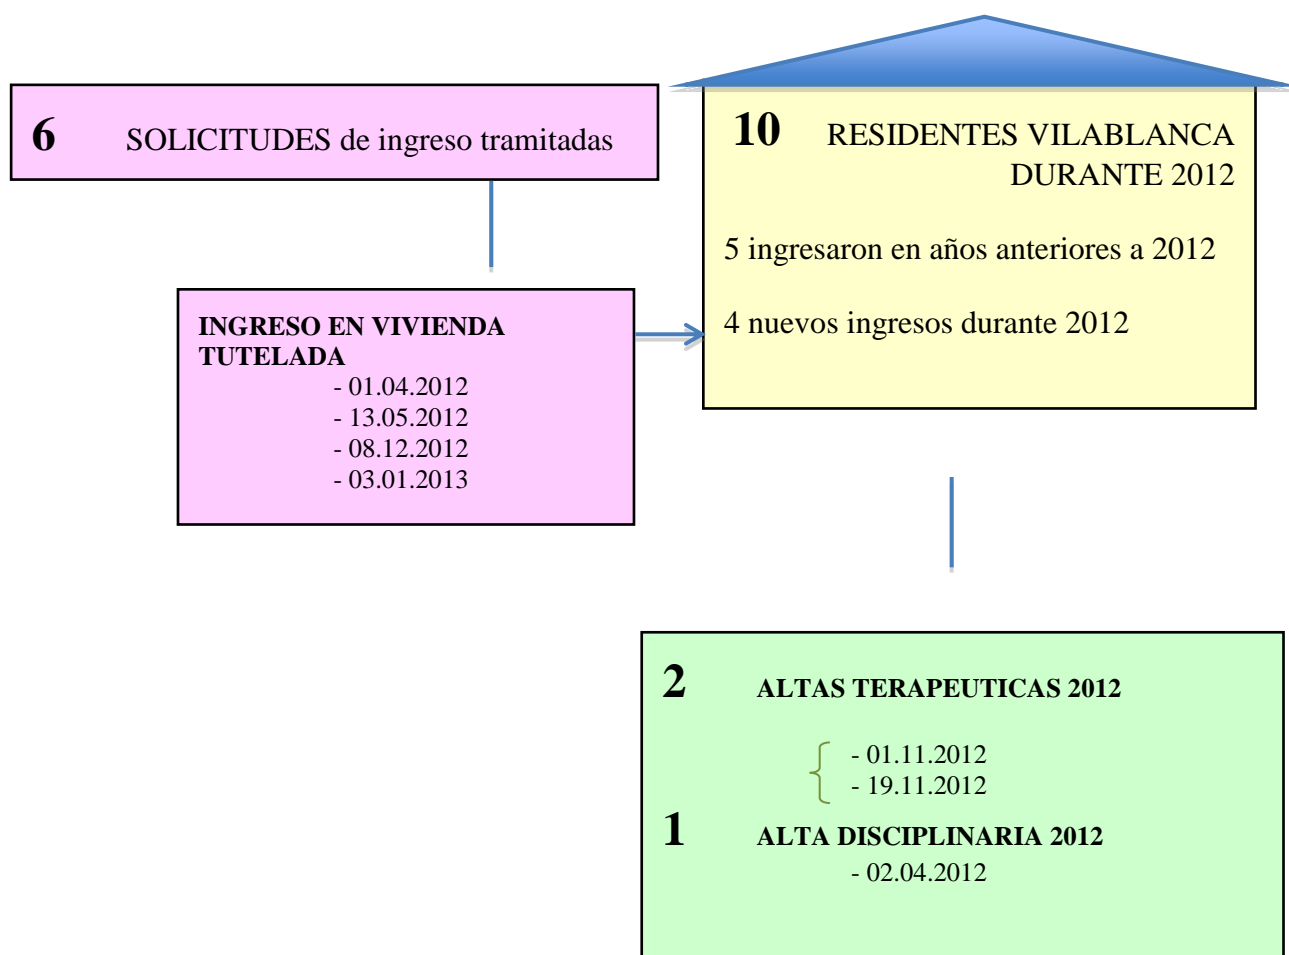 6 SOLICITUDES de ingreso tramitadas
10 RESIDENTES VILABLANCA
DURANTE 2012
5 ingresaron en años anteriores a 2012
4 nuevos ingresos durante 2012
INGRESO EN VIVIENDA
TUTELADA
- 01.04.2012
- 13.05.2012
- 08.12.2012
- 03.01.2013
2 ALTAS TERAPEUTICAS 2012
- 01.11.2012
- 19.11.2012
1 ALTA DISCIPLINARIA 2012
- 02.04.2012